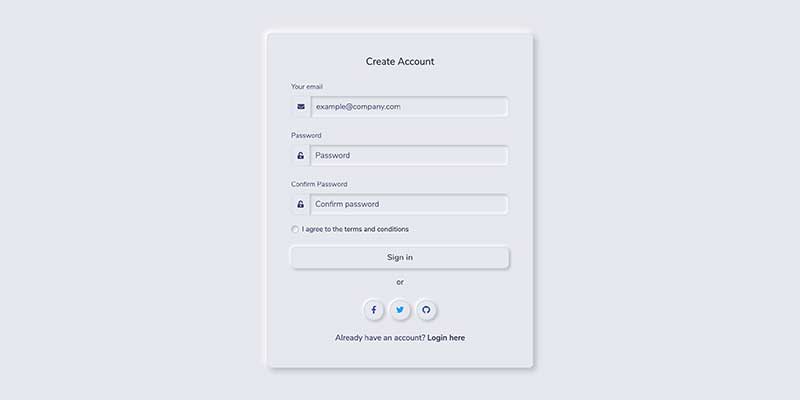 Create Account
Your email
example@company.com
Password
Password
Confirm Password
Confirm password
I agree to the terms and conditions
Sign in
or
Already have an account? Login here